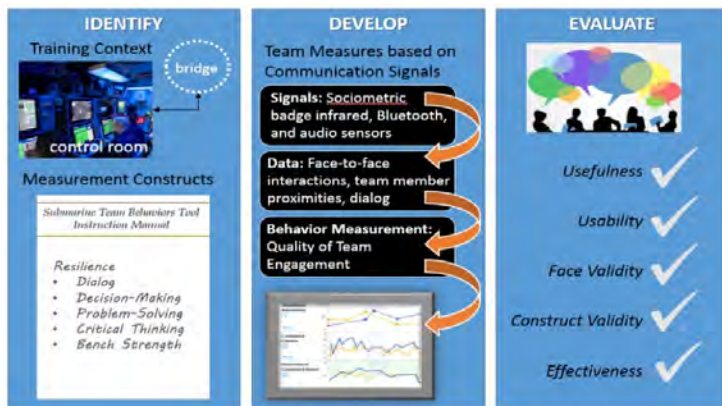 IDENTIFY
Training Context
bridge
control room
Measurement Constructs
Submarine Team Behaviors Tool
Instruction Manual
Resilience
• Dialog
• Decision-Making
• Problem-Solving
• Critical Thinking
• Bench Strength
DEVELOP
Team Measures based on
Communication Signals
Signals: Sociometric
badge infrared, Bluetooth,
and audio sensors
Data: Face-to-face
interactions, team member
proximities, dialog
Behavior Measurement:
Quality of Team
Engagement
EVALUATE
Usefulness
Usability
Face Validity
Construct Validity
Effectiveness